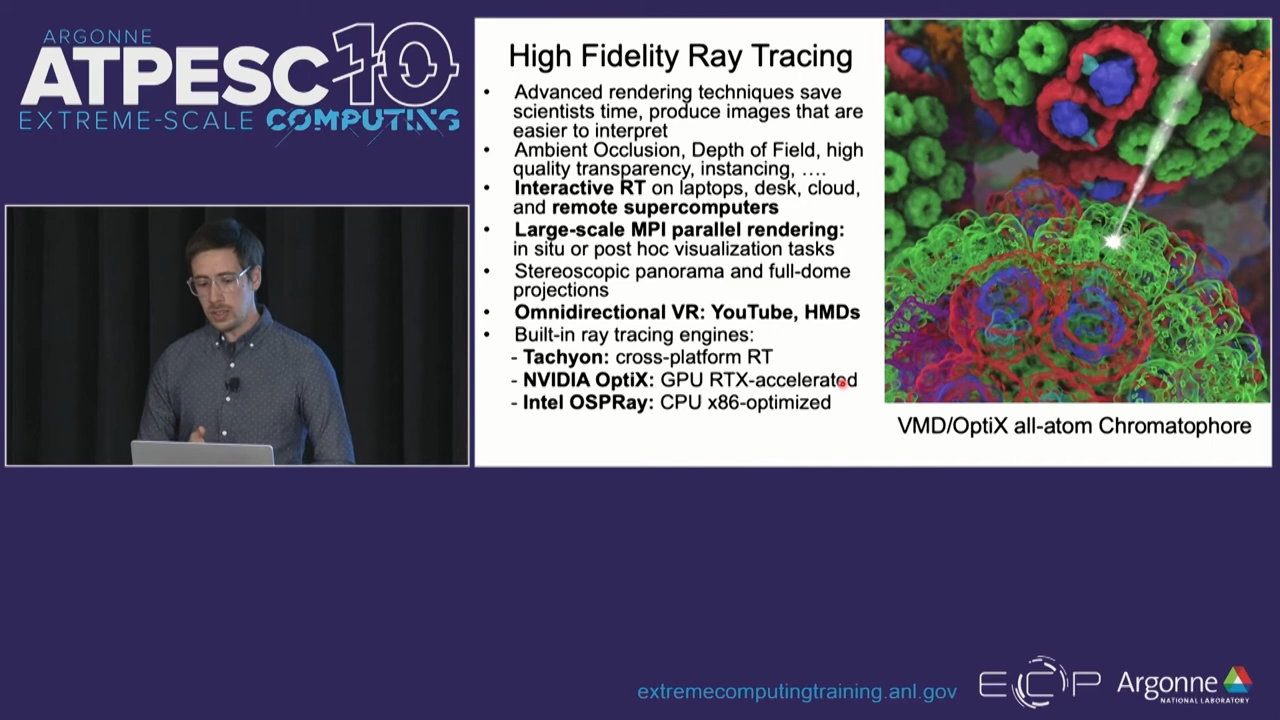 ARGONNE
ATPESC10
EXTREME-SCALE COMPUTING
High Fidelity Ray Tracing
• Advanced rendering techniques save
scientists time, produce images that are
easier to interpret
• Ambient Occlusion, Depth of Field, high
quality transparency, instancing, ....
• Interactive RT on laptops, desk, cloud,
and remote supercomputers
• Large-scale MPI parallel rendering:
in situ or post hoc visualization tasks
• Stereoscopic panorama and full-dome
projections
• Omnidirectional VR: YouTube, HMDs
• Built-in ray tracing engines:
- Tachyon: cross-platform RT
- NVIDIA OptiX: GPU RTX-accelerated
- Intel OSPRay: CPU x86-optimized
VMD/OptiX all-atom Chromatophore
extremecomputingtraining.anl.gov
ECP
Argonne
NATIONAL LABORATORY